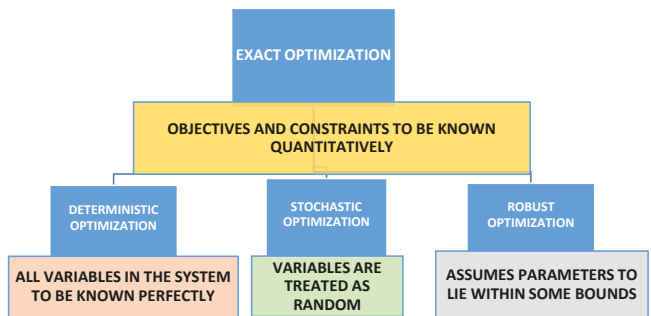 EXACT OPTIMIZATION
OBJECTIVES AND CONSTRAINTS TO BE KNOWN
QUANTITATIVELY
DETERMINISTIC
OPTIMIZATION
ALL VARIABLES IN THE SYSTEM
TO BE KNOWN PERFECTLY
STOCHASTIC
OPTIMIZATION
VARIABLES ARE
TREATED AS
RANDOM
ROBUST
OPTIMIZATION
ASSUMES PARAMETERS TO
LIE WITHIN SOME BOUNDS